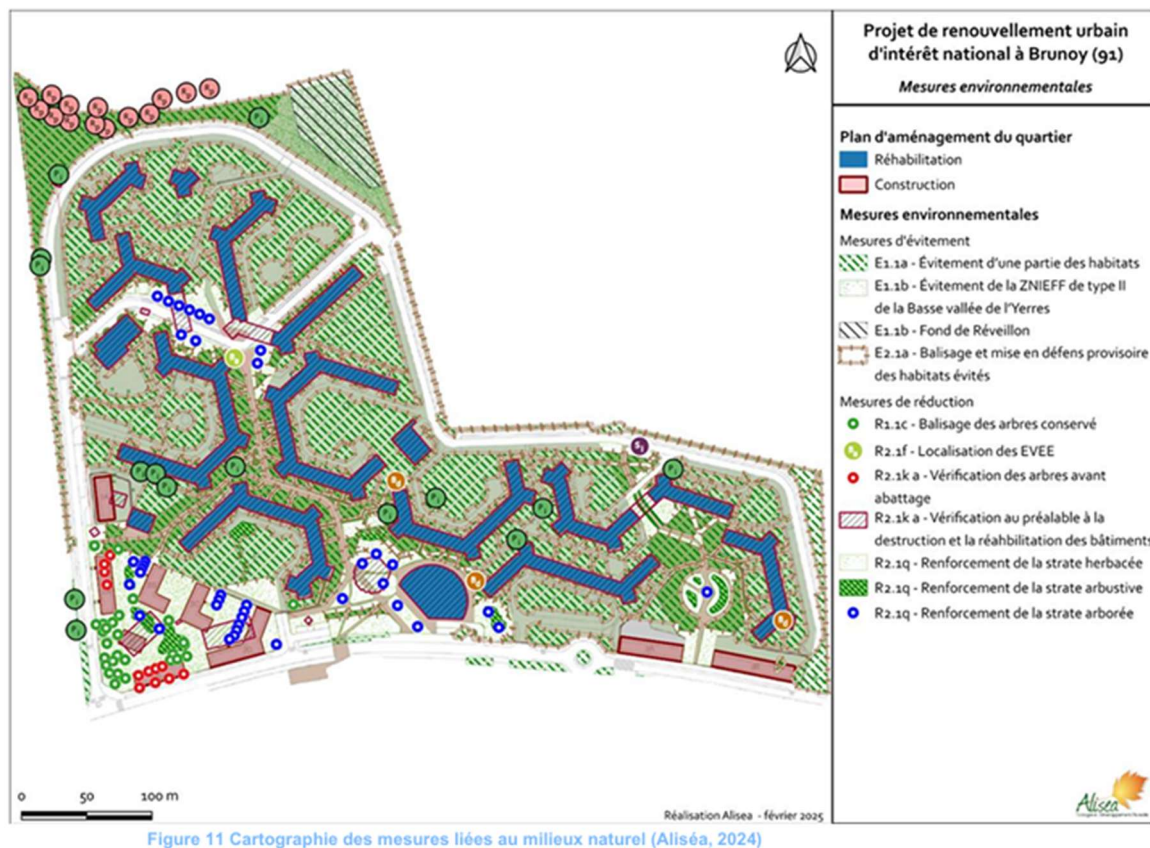 Projet de renouvellement urbain
d'intérêt national à Brunoy (91)
Mesures environnementales
Plan d'aménagement du quartier
Réhabilitation
Construction
Mesures environnementales
Mesures d'évitement
E1.1a - Évitement d'une partie des habitats
E1.1b - Évitement de la ZNIEFF de type II
de la Basse vallée de l'Yerres
E1.1b - Fond de Réveillon
E2.1a - Balisage et mise en défens provisoire
des habitats évités
Mesures de réduction
R1.1c - Balisage des arbres conservé
R2.1f - Localisation des EVEE
R2.1k a - Vérification des arbres avant
abattage
R2.1k a - Vérification au préalable à la
destruction et la réahbilitation des bâtiments
R2.1q - Renforcement de la strate herbacée
R2.1q - Renforcement de la strate arbustive
R2.1q - Renforcement de la strate arborée
0 50 100 m
Réalisation Alisea - février 2025
Alisea
Figure 11 Cartographie des mesures liées au milieux naturel (Aliséa, 2024)